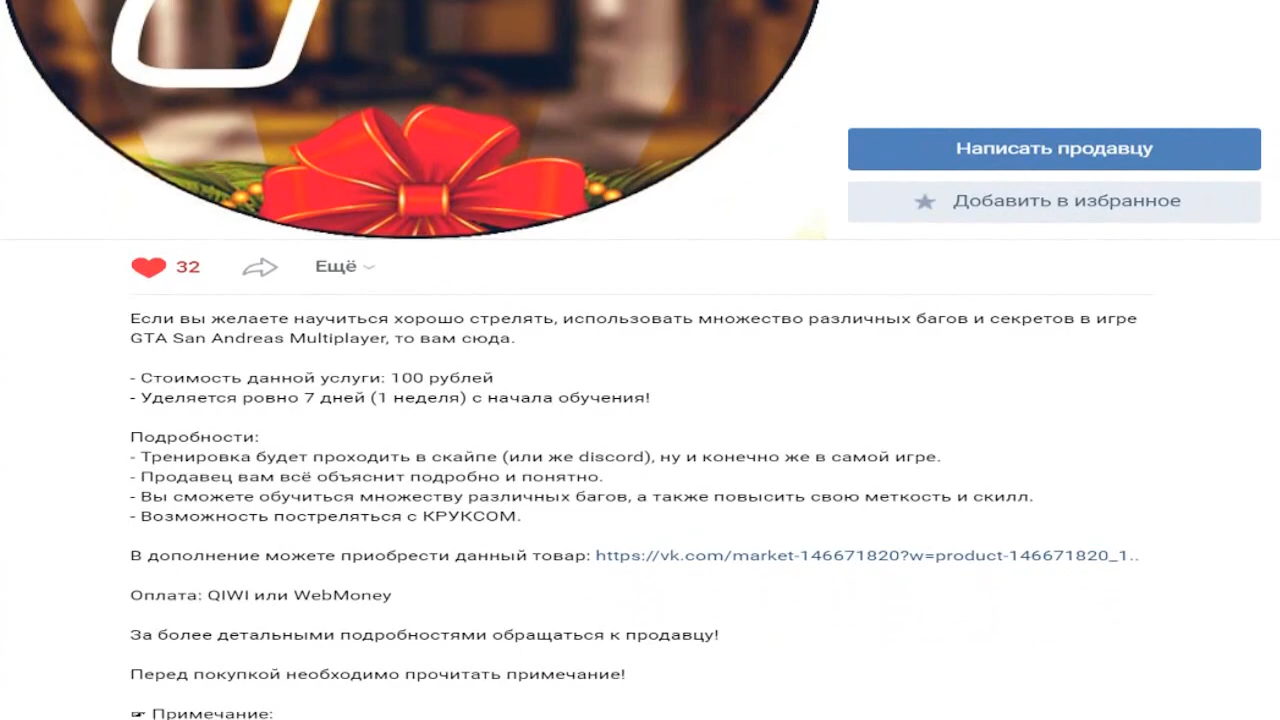 Написать продавцу
Добавить в избранное
32
Ещё
Если вы желаете научиться хорошо стрелять, использовать множество различных багов и секретов в игре
GTA San Andreas Multiplayer, то вам сюда.
- Стоимость данной услуги: 100 рублей
- Уделяется ровно 7 дней (1 неделя) с начала обучения!
Подробности:
- Тренировка будет проходить в скайпе (или же discord), ну и конечно же в самой игре.
- Продавец вам всё объяснит подробно и понятно.
- Вы сможете обучиться множеству различных багов, а также повысить свою меткость и скилл.
- Возможность постреляться с КРУКСОМ.
В дополнение можете приобрести данный товар: https://vk.com/market-146671820?w=product-146671820_1..
Оплата: QIWI или WebMoney
За более детальными подробностями обращаться к продавцу!
Перед покупкой необходимо прочитать примечание!
☞ Примечание: